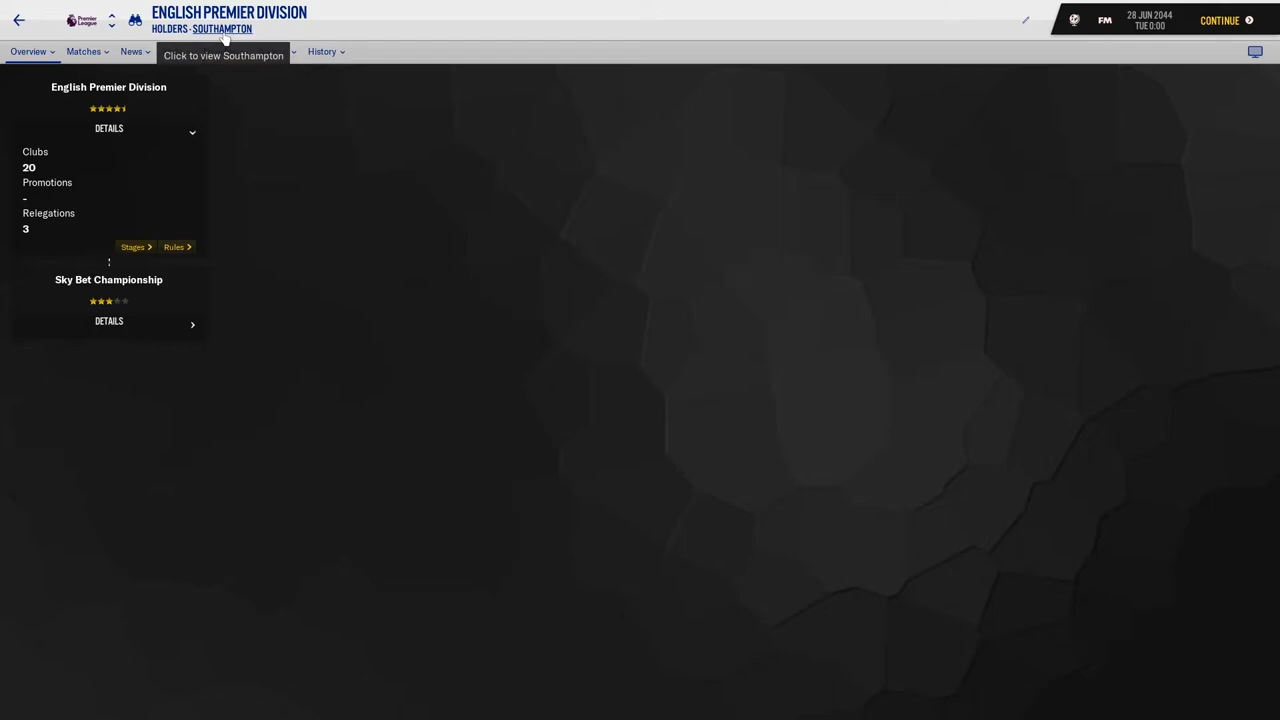 Premier League
ENGLISH PREMIER DIVISION
HOLDERS · SOUTHAMPTON
FM
28 JUN 2044
TUE 0:00
CONTINUE
Overview
Matches
News
History
Click to view Southampton
English Premier Division
DETAILS
Clubs
20
Promotions
-
Relegations
3
Stages
Rules
Sky Bet Championship
DETAILS